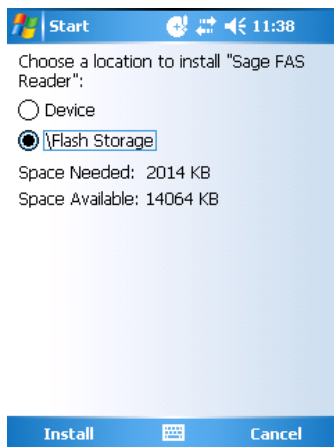 Start 11:38
Choose a location to install "Sage FAS
Reader":
Device
\Flash Storage
Space Needed: 2014 KB
Space Available: 14064 KB
Install Cancel